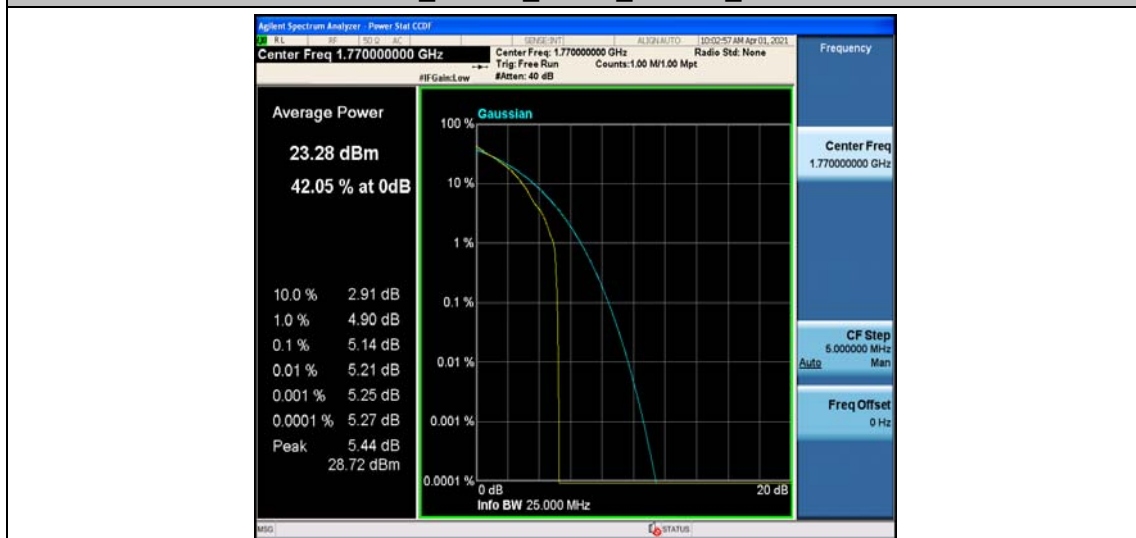 Agilent Spectrum Analyzer - Power Stat CCDF
RL RF 50 Ω AC SENSE:INT ALIGN AUTO 10:02:57 AM Apr 01, 2021
Center Freq 1.770000000 GHz
Center Freq: 1.770000000 GHz Radio Std: None
Trig: Free Run Counts:1.00 M/1.00 Mpt
#IFGain:Low #Atten: 40 dB
Frequency
Average Power
23.28 dBm
42.05 % at 0dB
10.0 % 2.91 dB
1.0 % 4.90 dB
0.1 % 5.14 dB
0.01 % 5.21 dB
0.001 % 5.25 dB
0.0001 % 5.27 dB
Peak 5.44 dB
28.72 dBm
Gaussian
100 %
10 %
1 %
0.1 %
0.01 %
0.001 %
0.0001 %
0 dB 20 dB
Info BW 25.000 MHz
Center Freq
1.770000000 GHz
CF Step
5.000000 MHz
Auto Man
Freq Offset
0 Hz
MSG STATUS